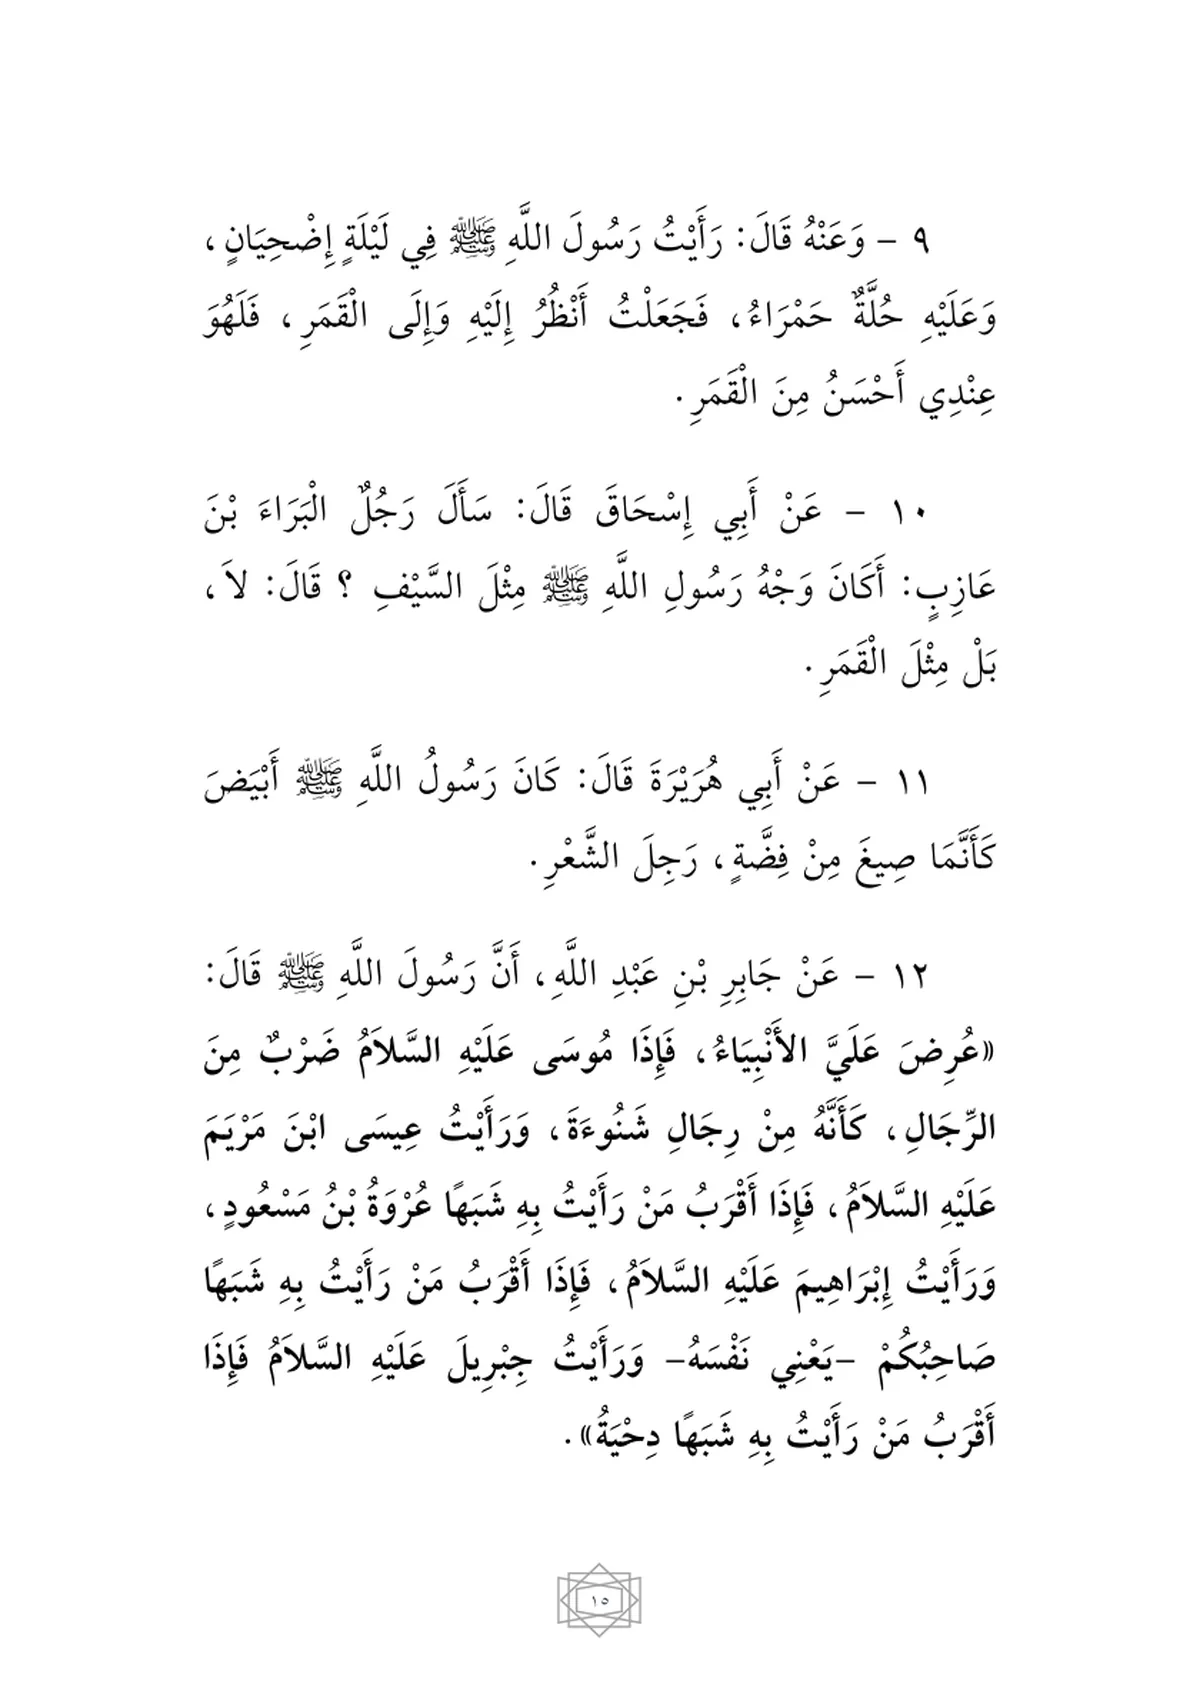 ٩ – وَعَنْهُ قَالَ: رَأَيْتُ رَسُولَ اللَّهِ ﷺ فِي لَيْلَةٍ إِضْحِيَانٍ،
وَعَلَيْهِ حُلَّةٌ حَمْرَاءُ، فَجَعَلْتُ أَنْظُرُ إِلَيْهِ وَإِلَى الْقَمَرِ، فَلَهُوَ
عِنْدِي أَحْسَنُ مِنَ الْقَمَرِ.
١٠ – عَنْ أَبِي إِسْحَاقَ قَالَ: سَأَلَ رَجُلٌ الْبَرَاءَ بْنَ
عَازِبٍ: أَكَانَ وَجْهُ رَسُولِ اللَّهِ ﷺ مِثْلَ السَّيْفِ ؟ قَالَ: لاَ،
بَلْ مِثْلَ الْقَمَرِ.
١١ – عَنْ أَبِي هُرَيْرَةَ قَالَ: كَانَ رَسُولُ اللَّهِ ﷺ أَبْيَضَ
كَأَنَّمَا صِيغَ مِنْ فِضَّةٍ، رَجِلَ الشَّعْرِ.
١٢ – عَنْ جَابِرِ بْنِ عَبْدِ اللَّهِ، أَنَّ رَسُولَ اللَّهِ ﷺ قَالَ:
«عُرِضَ عَلَيَّ الأَنْبِيَاءُ، فَإِذَا مُوسَى عَلَيْهِ السَّلاَمُ ضَرْبٌ مِنَ
الرِّجَالِ، كَأَنَّهُ مِنْ رِجَالِ شَنُوءَةَ، وَرَأَيْتُ عِيسَى ابْنَ مَرْيَمَ
عَلَيْهِ السَّلاَمُ، فَإِذَا أَقْرَبُ مَنْ رَأَيْتُ بِهِ شَبَهًا عُرْوَةُ بْنُ مَسْعُودٍ،
وَرَأَيْتُ إِبْرَاهِيمَ عَلَيْهِ السَّلاَمُ، فَإِذَا أَقْرَبُ مَنْ رَأَيْتُ بِهِ شَبَهًا
صَاحِبُكُمْ –يَعْنِي نَفْسَهُ– وَرَأَيْتُ جِبْرِيلَ عَلَيْهِ السَّلاَمُ فَإِذَا
أَقْرَبُ مَنْ رَأَيْتُ بِهِ شَبَهًا دِحْيَةُ».
١٥